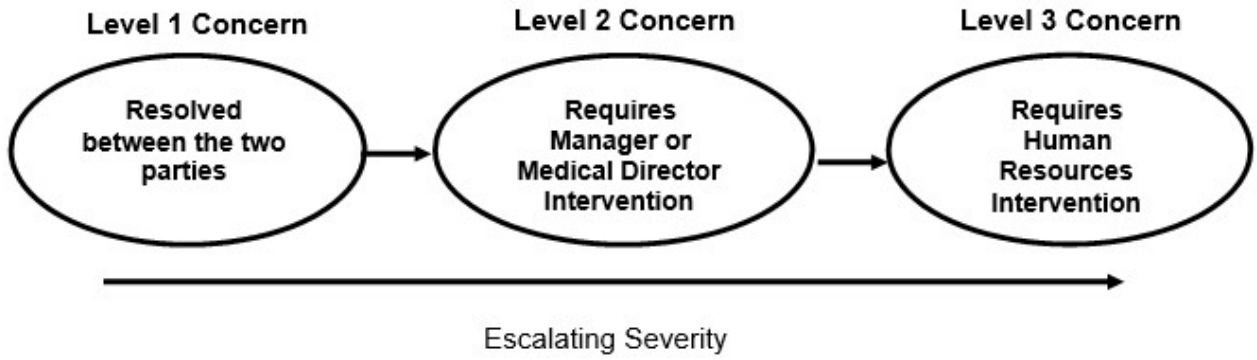 Level 1 Concern
Level 2 Concern
Level 3 Concern
Resolved
between the two
parties
Requires
Manager or
Medical Director
Intervention
Requires
Human
Resources
Intervention
Escalating Severity